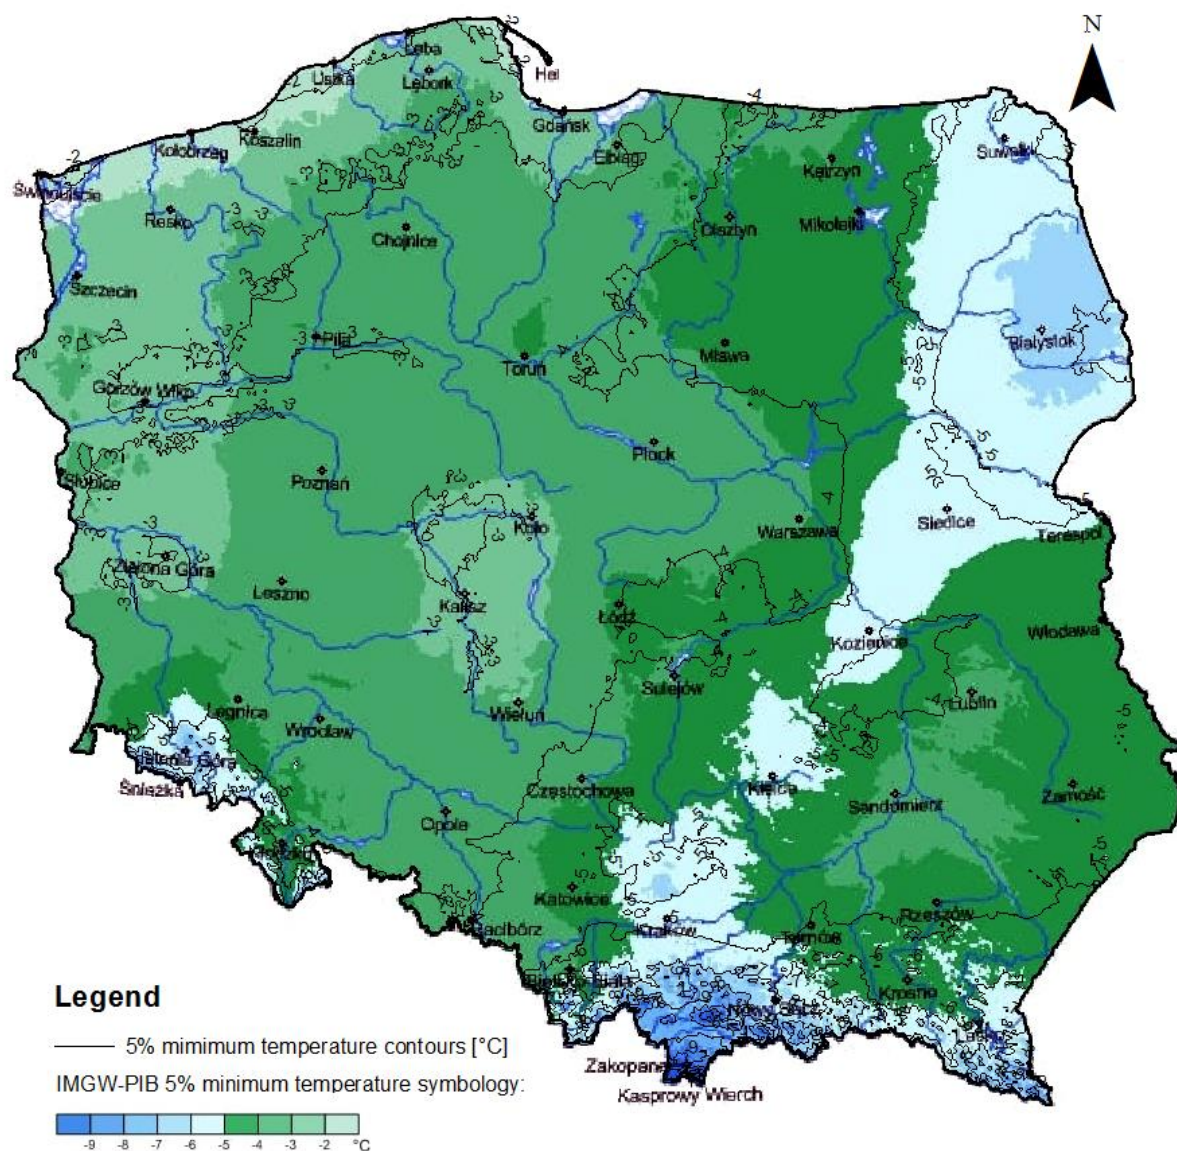 N
Łeba
Ustka
Lębork
Hel
Gdańsk
Koszalin
Kołobrzeg
Elbląg
Suwałki
Świnoujście
Kętrzyn
Resko
Olsztyn
Mikołajki
Chojnice
Szczecin
Piła
Białystok
Toruń
Mława
Gorzów Wlkp
Płock
Słubice
Poznań
Koło
Siedlce
Warszawa
Terespol
Zielona Góra
Leszno
Kalisz
Łódź
Włodawa
Kozienice
Sulejów
Lublin
Legnica
Wieluń
Wrocław
Jelenia Góra
Śnieżka
Częstochowa
Kielce
Sandomierz
Zamość
Opole
Katowice
Rzeszów
Racibórz
Kraków
Tarnów
Bielsko-Biała
Krosno
Nowy Sącz
Zakopane
Kasprowy Wierch
Legend
5% mimimum temperature contours [°C]
IMGW-PIB 5% minimum temperature symbology:
-9 -8 -7 -6 -5 -4 -3 -2 °C